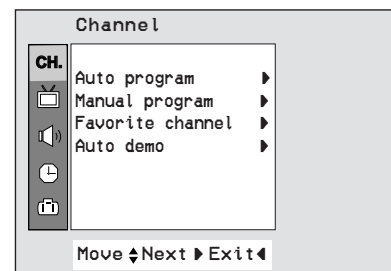 Channel
CH.
Auto program
Manual program
Favorite channel
Auto demo
Move Next Exit